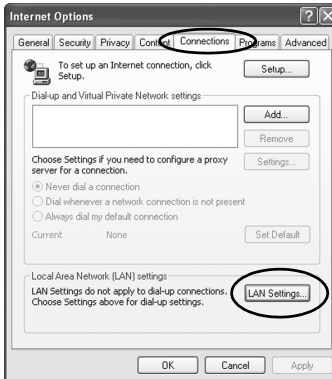 Internet Options
General Security Privacy Content Connections Programs Advanced
To set up an Internet connection, click
Setup.
Setup...
Dial-up and Virtual Private Network settings
Add...
Remove
Choose Settings if you need to configure a proxy
server for a connection.
Settings...
Never dial a connection
Dial whenever a network connection is not present
Always dial my default connection
Current None
Set Default
Local Area Network (LAN) settings
LAN Settings do not apply to dial-up connections.
Choose Settings above for dial-up settings.
LAN Settings...
OK Cancel Apply